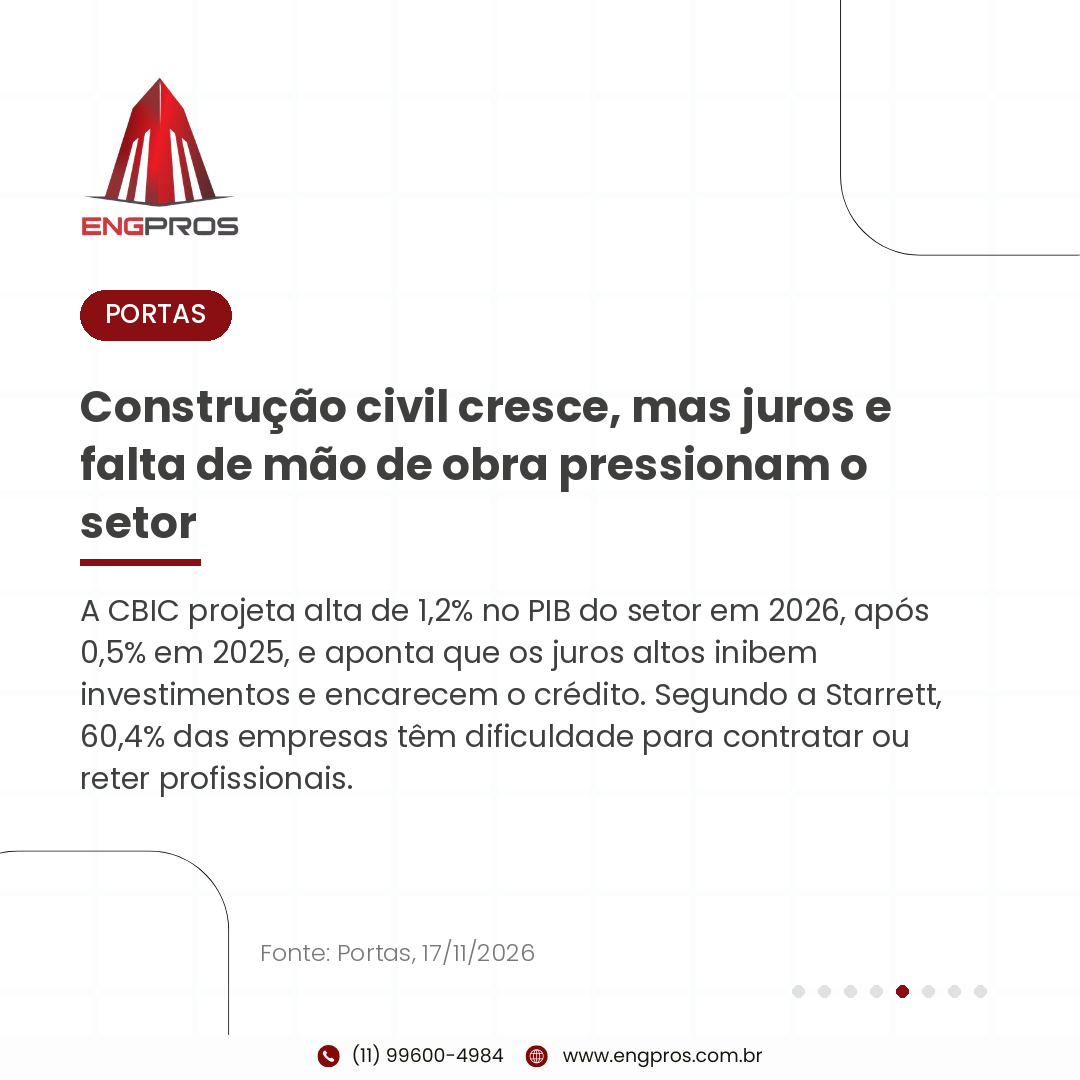 ENGPROS
PORTAS
Construção civil cresce, mas juros e
falta de mão de obra pressionam o
setor
A CBIC projeta alta de 1,2% no PIB do setor em 2026, após
0,5% em 2025, e aponta que os juros altos inibem
investimentos e encarecem o crédito. Segundo a Starrett,
60,4% das empresas têm dificuldade para contratar ou
reter profissionais.
Fonte: Portas, 17/11/2026
(11) 99600-4984 www.engpros.com.br